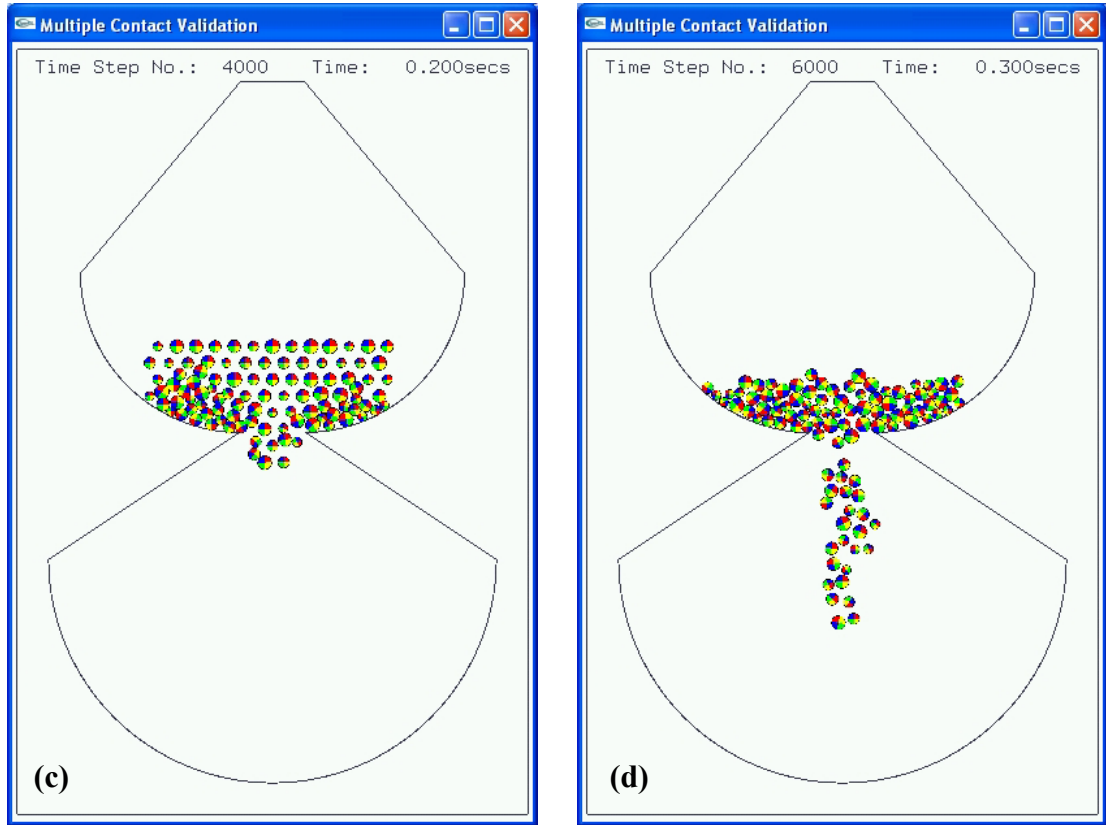 Multiple Contact Validation
Time Step No.: 4000 Time: 0.200secs
(c)
Multiple Contact Validation
Time Step No.: 6000 Time: 0.300secs
(d)